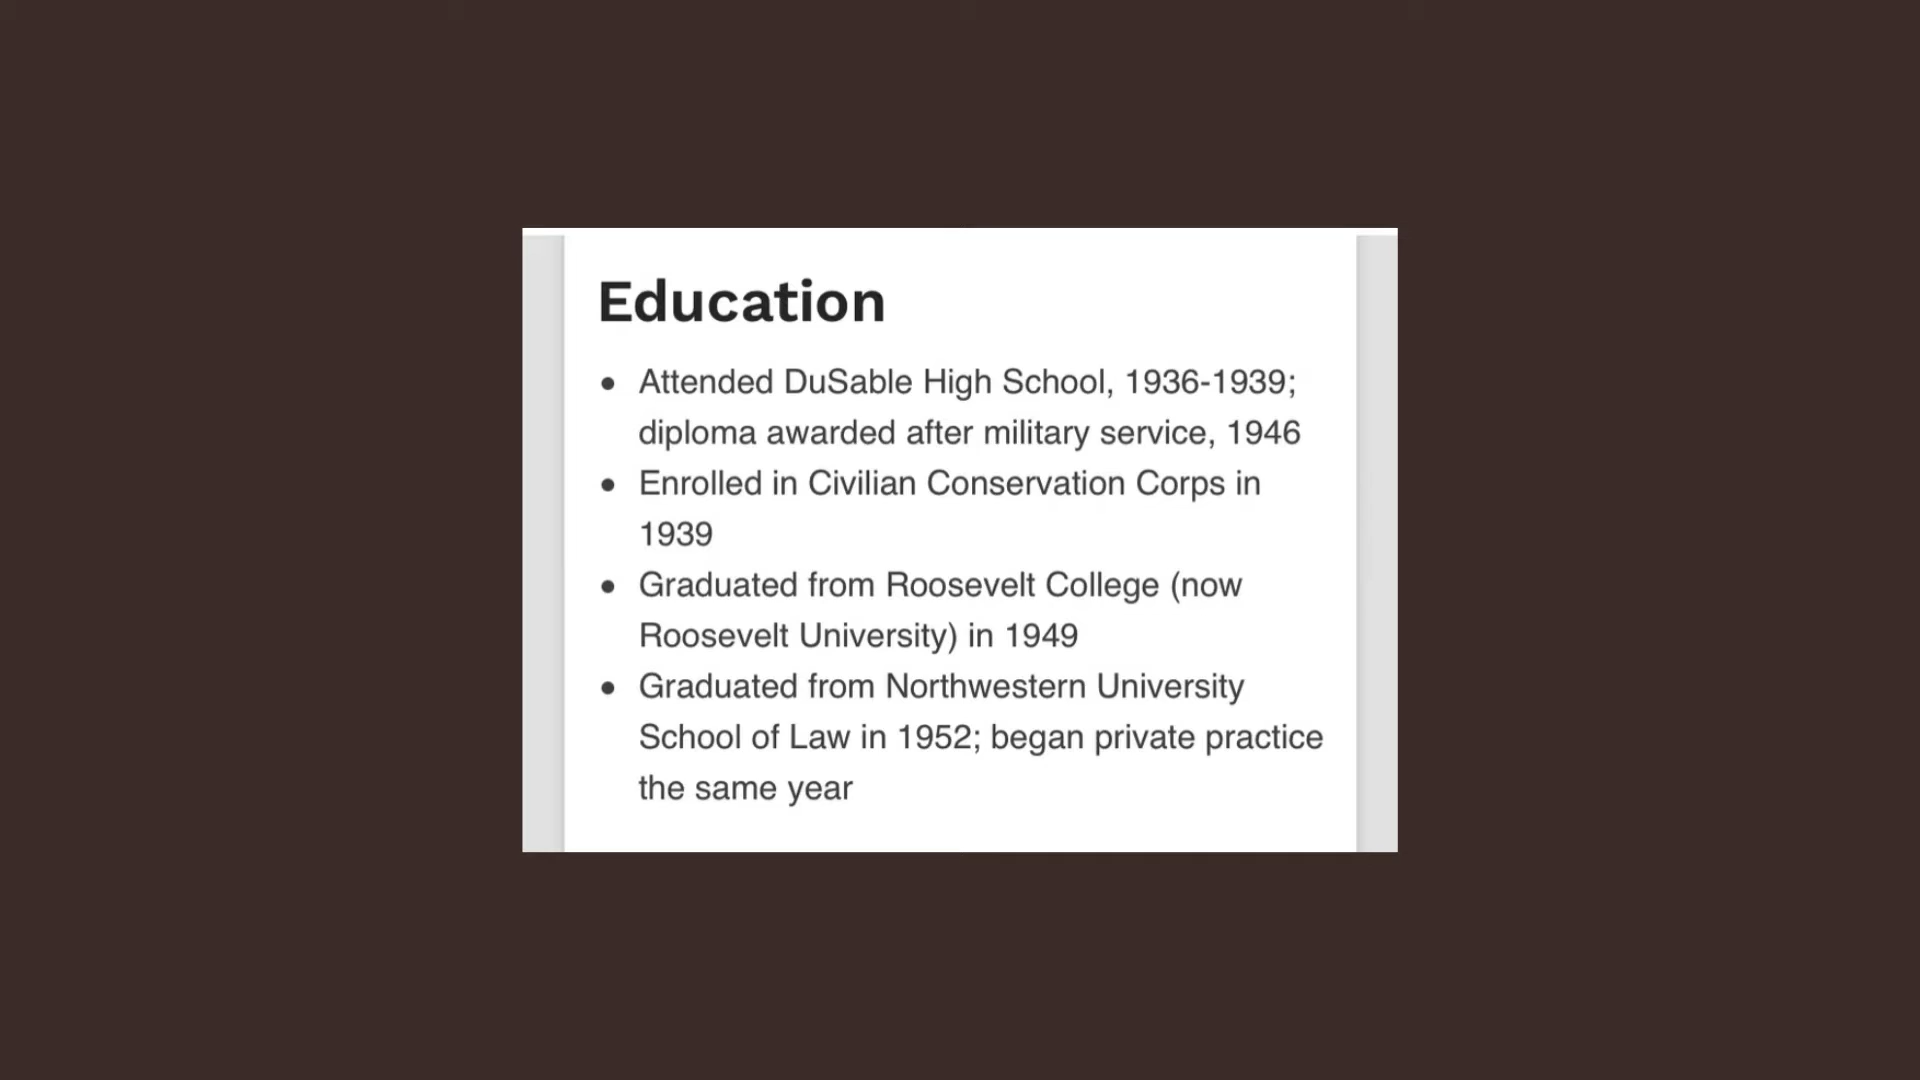 Education
• Attended DuSable High School, 1936-1939;
diploma awarded after military service, 1946
• Enrolled in Civilian Conservation Corps in
1939
• Graduated from Roosevelt College (now
Roosevelt University) in 1949
• Graduated from Northwestern University
School of Law in 1952; began private practice
the same year